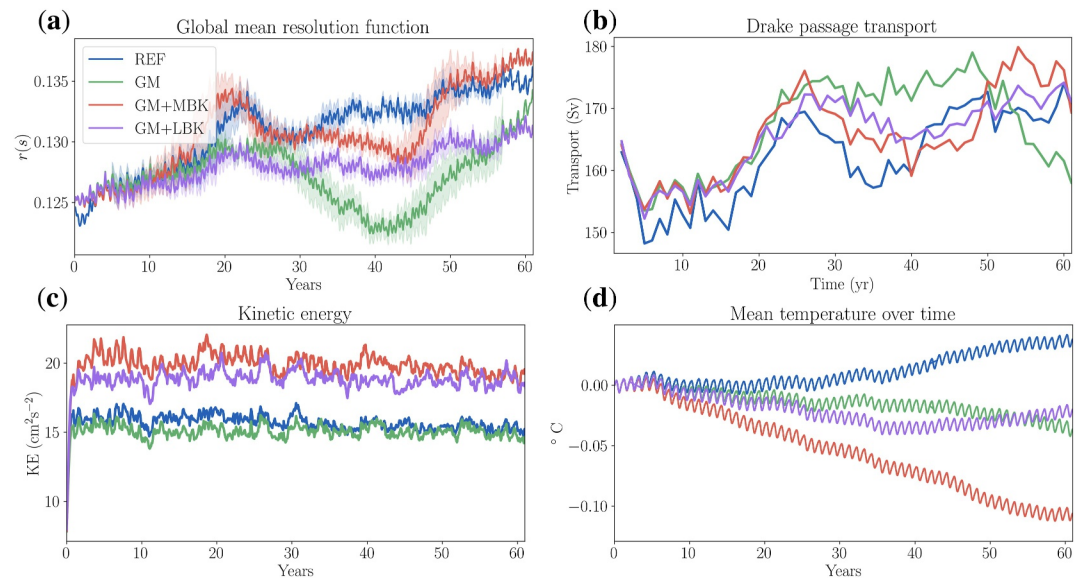 (a)
Global mean resolution function
REF
GM
GM+MBK
GM+LBK
0.135
0.130
0.125
r(s)
0 10 20 30 40 50 60
Years
(b)
Drake passage transport
180
170
160
150
Transport (Sv)
10 20 30 40 50 60
Time (yr)
(c)
Kinetic energy
20
15
10
KE (cm²s−2)
0 10 20 30 40 50 60
Years
(d)
Mean temperature over time
0.00
−0.05
−0.10
°C
0 10 20 30 40 50 60
Years